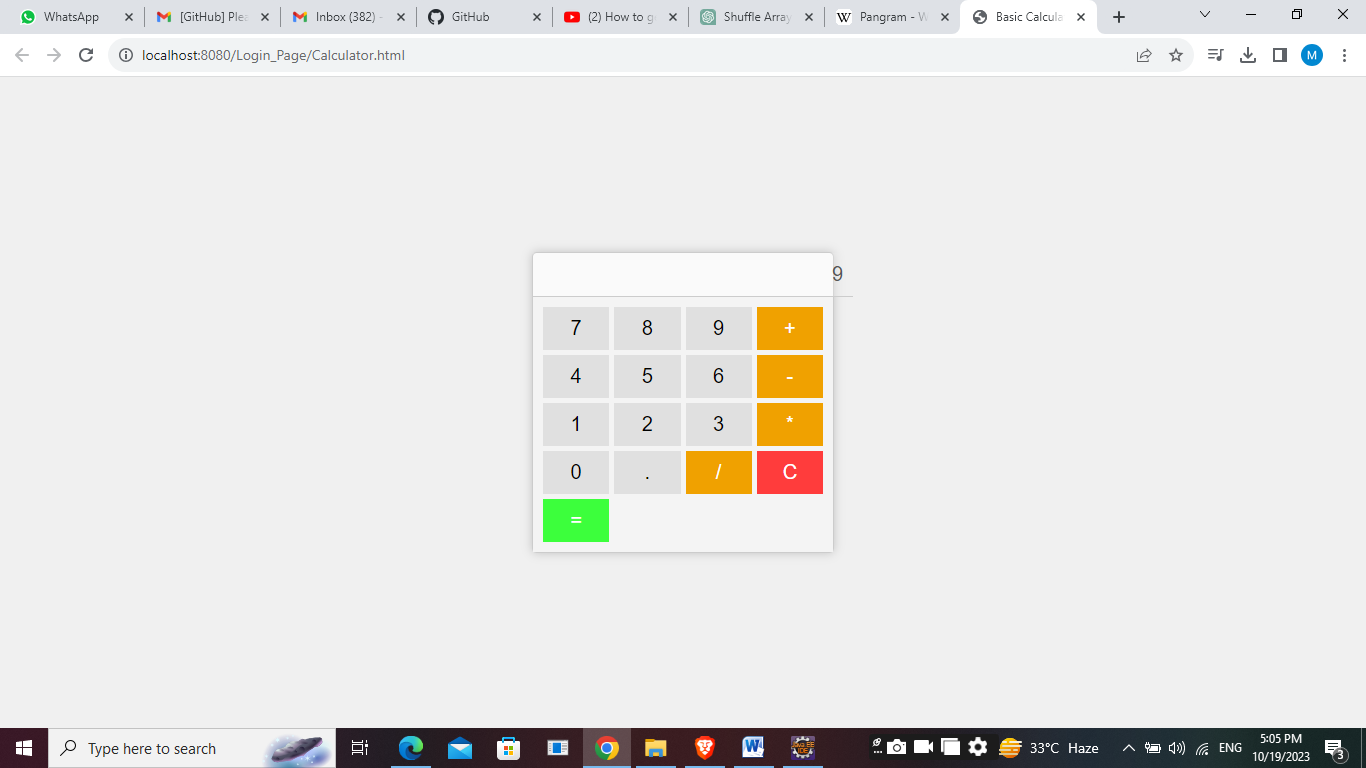 WhatsApp
[GitHub] Plea
Inbox (382) -
GitHub
(2) How to g
Shuffle Array
W Pangram - W
Basic Calcula
localhost:8080/Login_Page/Calculator.html
M
9
7 8 9 +
4 5 6 -
1 2 3 *
0 . / C
=
Type here to search
W
33°C Haze
ENG
5:05 PM
10/19/2023
3